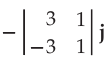 − | 3 1 | j
| −3 1 |